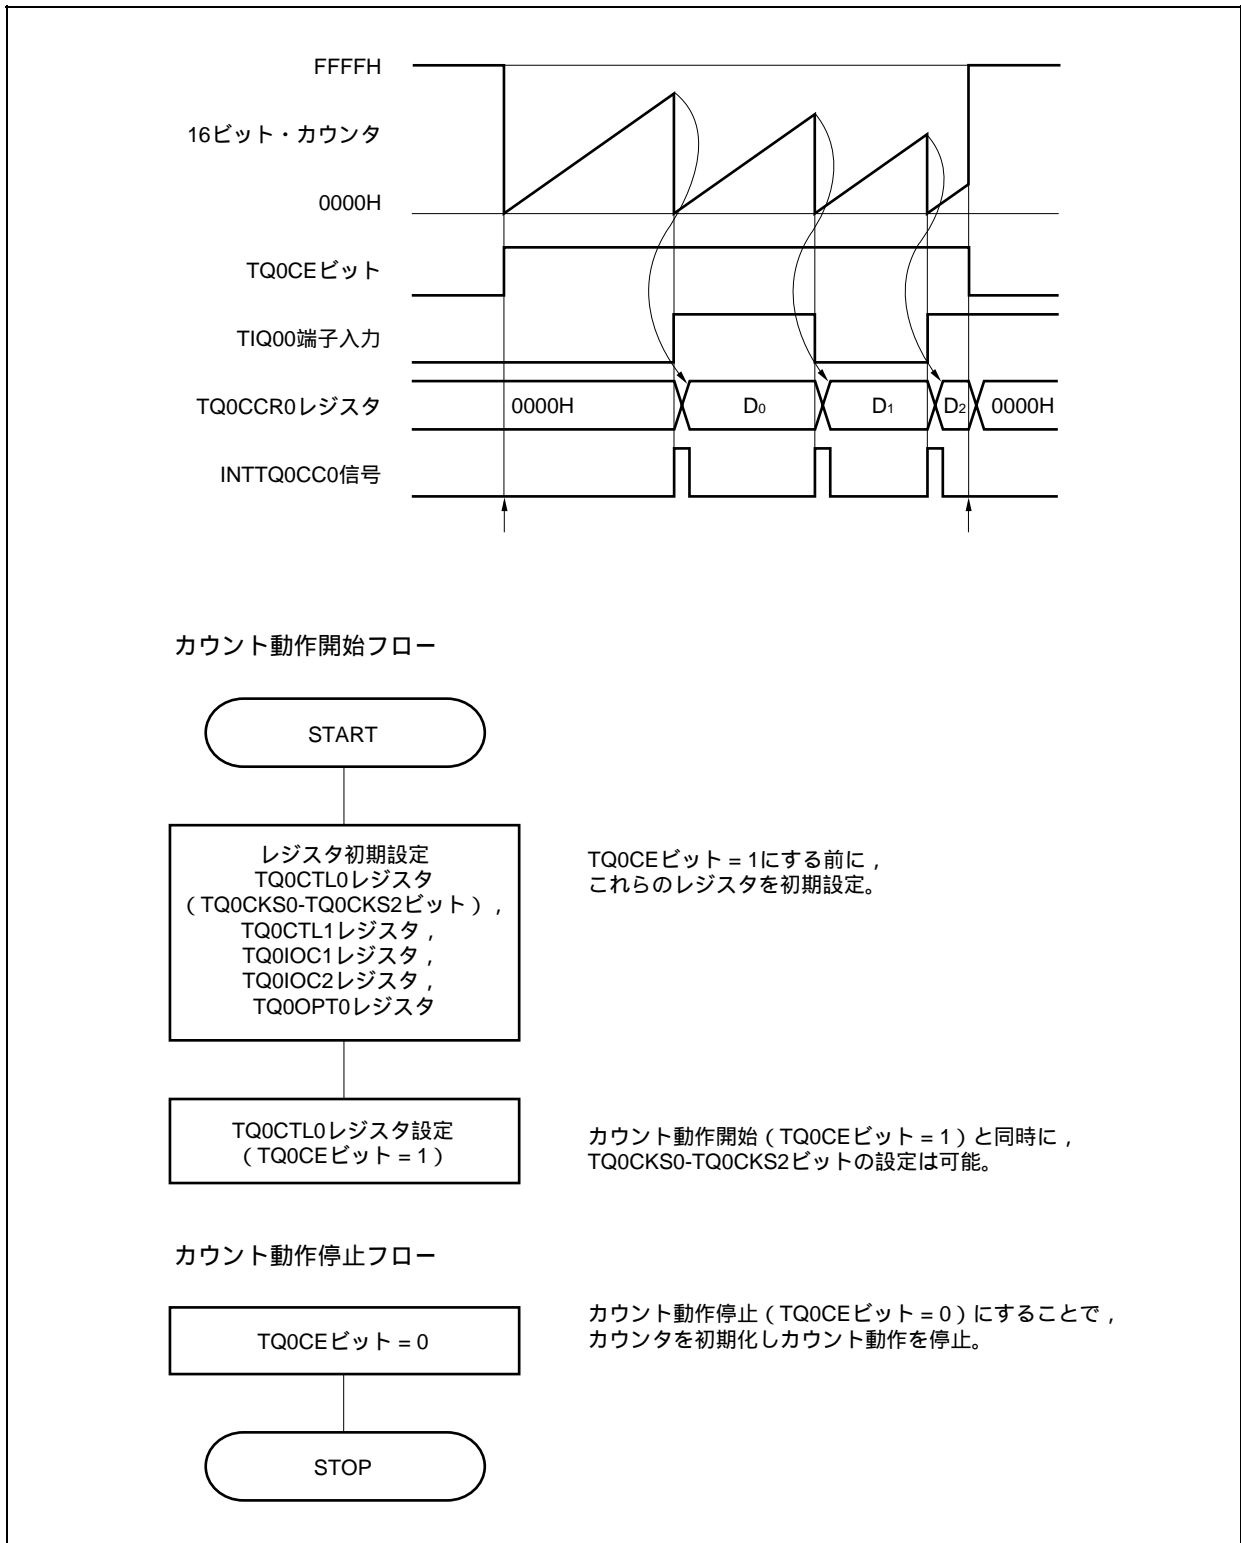 FFFFH
16ビット・カウンタ
0000H
TQ0CEビット
TIQ00端子入力
TQ0CCR0レジスタ
0000H
D0
D1
D2
0000H
INTTQ0CC0信号
カウント動作開始フロー
START
レジスタ初期設定
TQ0CTL0レジスタ
（TQ0CKS0-TQ0CKS2ビット），
TQ0CTL1レジスタ，
TQ0IOC1レジスタ，
TQ0IOC2レジスタ，
TQ0OPT0レジスタ
TQ0CEビット = 1にする前に，
これらのレジスタを初期設定。
TQ0CTL0レジスタ設定
（TQ0CEビット = 1）
カウント動作開始（TQ0CEビット = 1）と同時に，
TQ0CKS0-TQ0CKS2ビットの設定は可能。
カウント動作停止フロー
TQ0CEビット = 0
カウント動作停止（TQ0CEビット = 0）にすることで，
カウンタを初期化しカウント動作を停止。
STOP